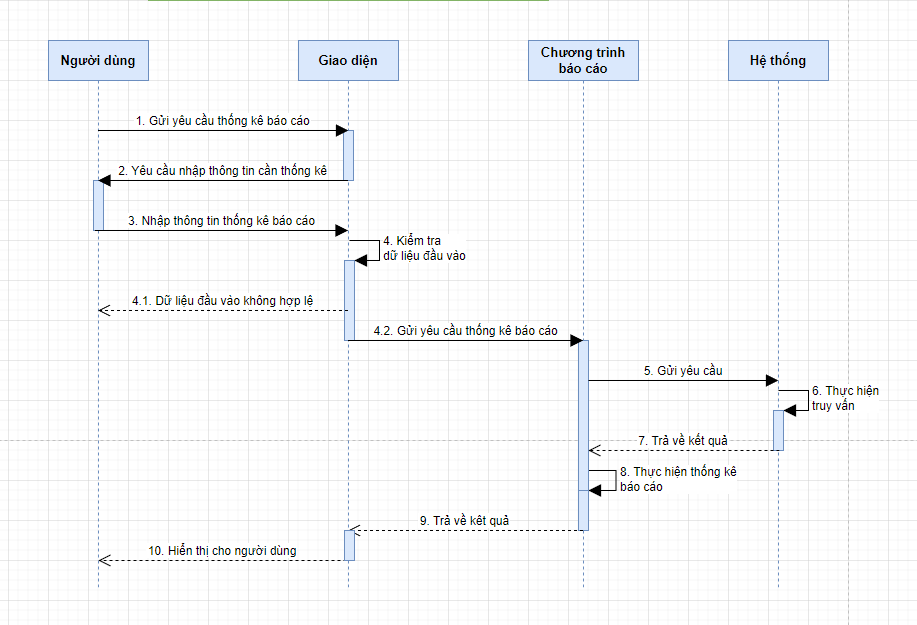 Người dùng
Giao diện
Chương trình
báo cáo
Hệ thống
1. Gửi yêu cầu thống kê báo cáo
2. Yêu cầu nhập thông tin cần thống kê
3. Nhập thông tin thống kê báo cáo
4. Kiểm tra
dữ liệu đầu vào
4.1. Dữ liệu đầu vào không hợp lệ
4.2. Gửi yêu cầu thống kê báo cáo
5. Gửi yêu cầu
6. Thực hiện
truy vấn
7. Trả về kết quả
8. Thực hiện thống kê
báo cáo
9. Trả về kêt quả
10. Hiển thị cho người dùng